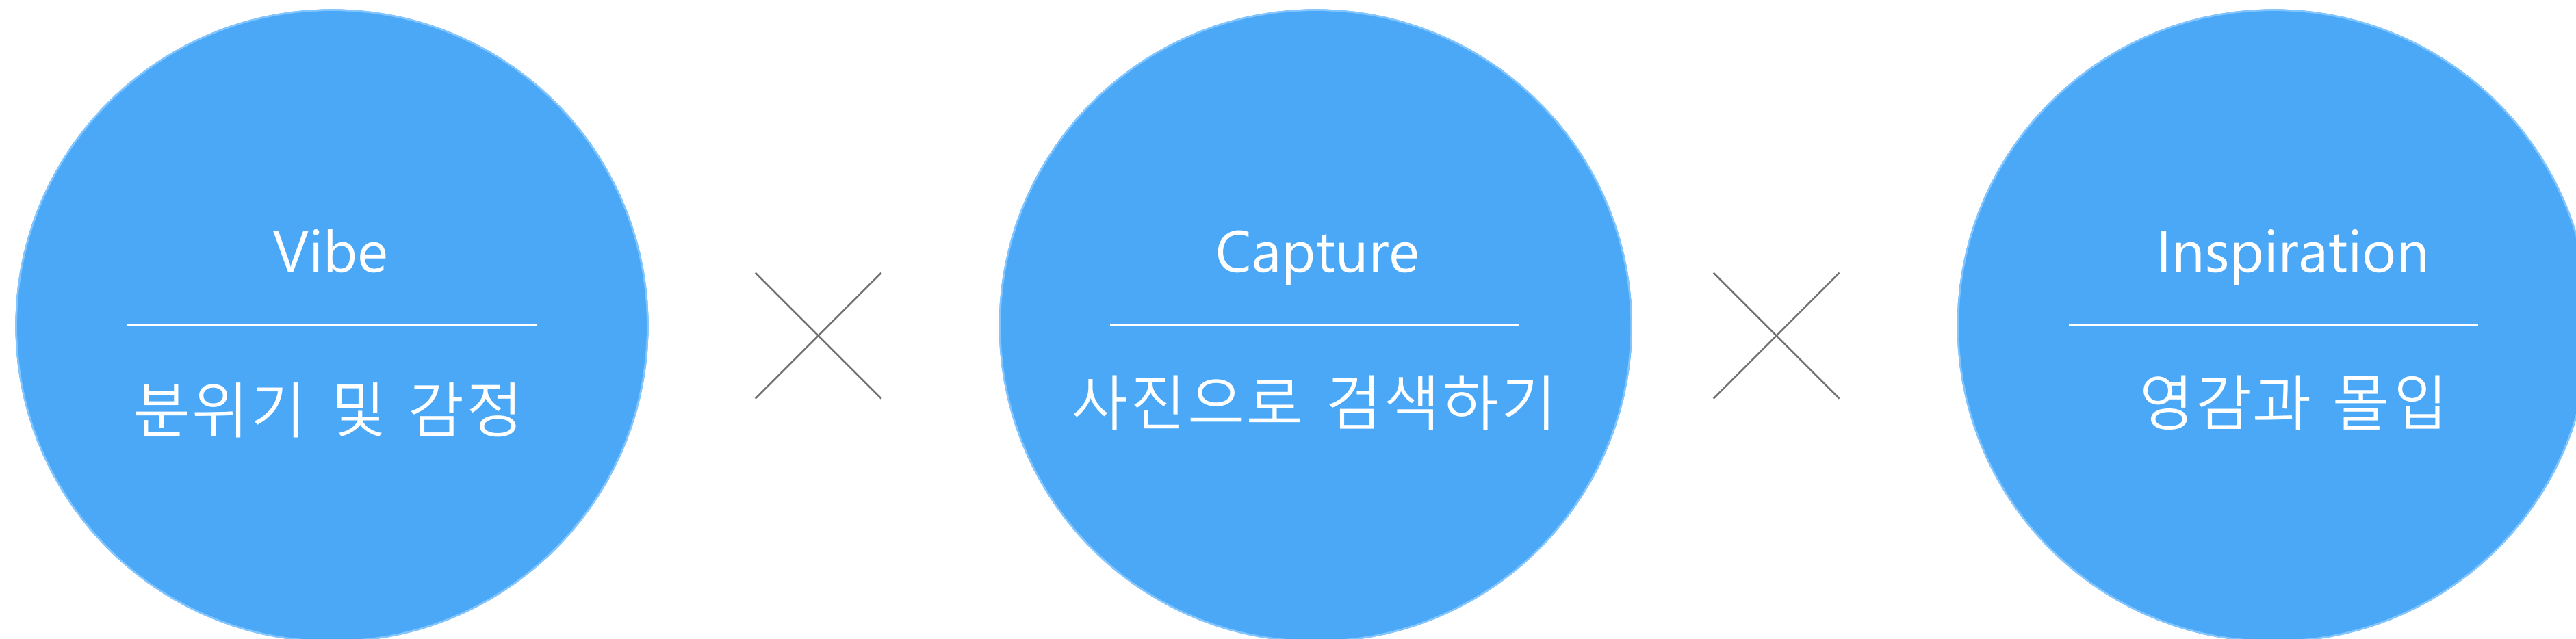 Vibe
분위기 및 감정
Capture
사진으로 검색하기
Inspiration
영감과 몰입